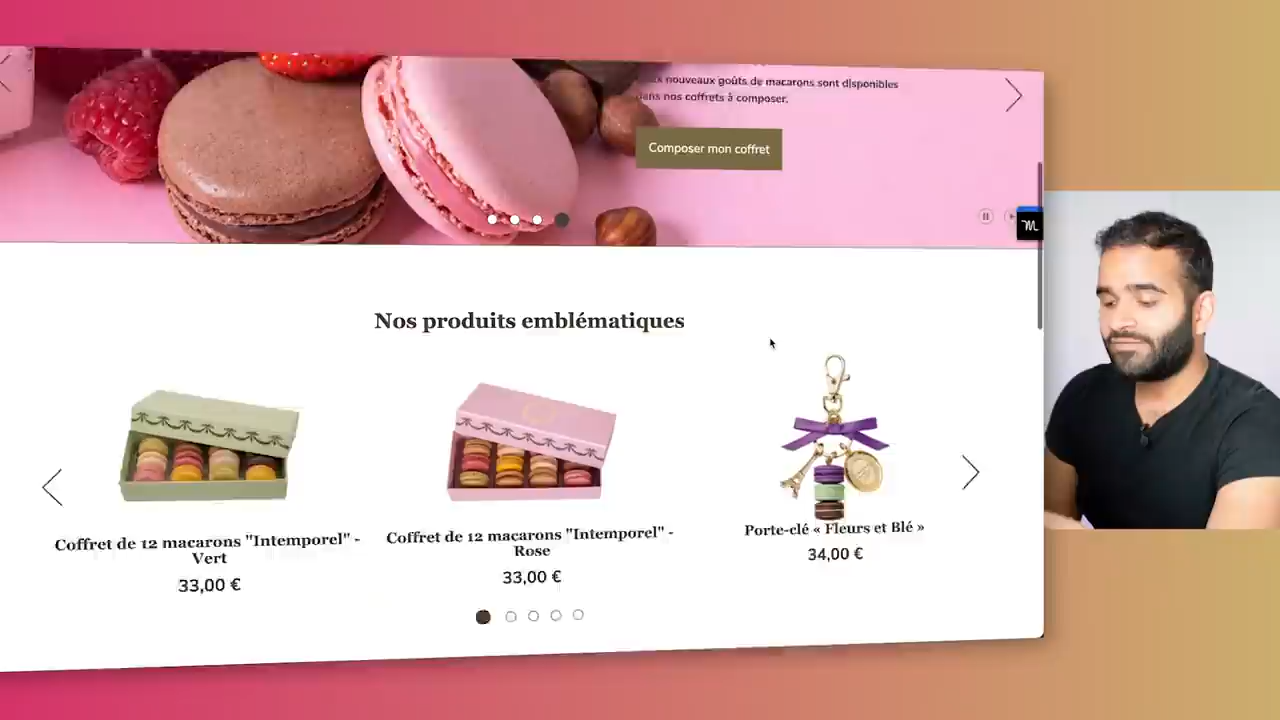 nouveaux goûts de macarons sont disponibles
dans nos coffrets à composer.
Composer mon coffret
Nos produits emblématiques
Coffret de 12 macarons "Intemporel" -
Vert
33,00 €
Coffret de 12 macarons "Intemporel" -
Rose
33,00 €
Porte-clé « Fleurs et Blé »
34,00 €